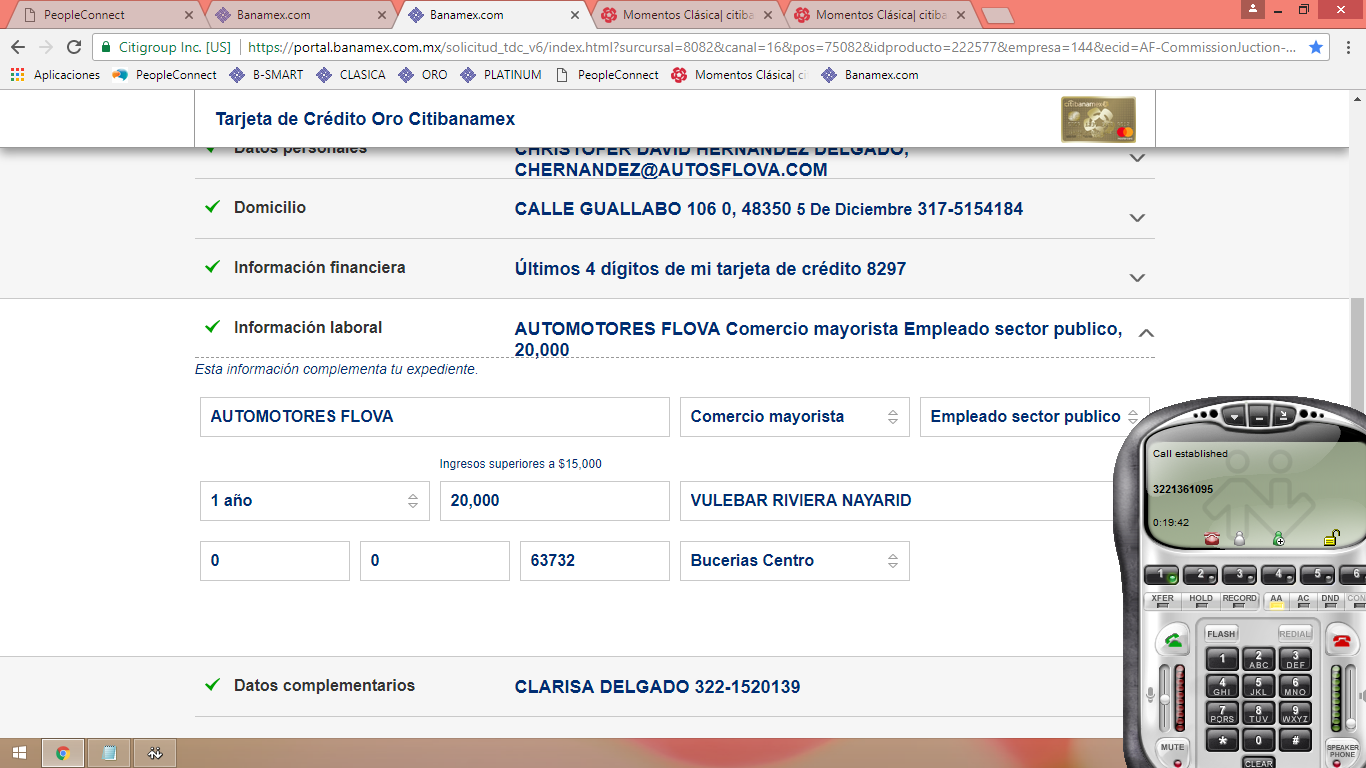 PeopleConnect
Banamex.com
Banamex.com
Momentos Clásica| citiba
Momentos Clásica| citiba
Citigroup Inc. [US]
https://portal.banamex.com.mx/solicitud_tdc_v6/index.html?surcursal=8082&canal=16&pos=75082&idproducto=222577&empresa=144&ecid=AF-CommissionJuction-...
Aplicaciones PeopleConnect B-SMART CLASICA ORO PLATINUM PeopleConnect Momentos Clásica| ci Banamex.com
Tarjeta de Crédito Oro Citibanamex
citibanamex
Datos personales
CHRISTOFER DAVID HERNANDEZ DELGADO,
CHERNANDEZ@AUTOSFLOVA.COM
Domicilio
CALLE GUALLABO 106 0, 48350 5 De Diciembre 317-5154184
Información financiera
Últimos 4 dígitos de mi tarjeta de crédito 8297
Información laboral
AUTOMOTORES FLOVA Comercio mayorista Empleado sector publico,
20,000
Esta información complementa tu expediente.
AUTOMOTORES FLOVA
Comercio mayorista
Empleado sector publico
Ingresos superiores a $15,000
1 año
20,000
VULEBAR RIVIERA NAYARID
0
0
63732
Bucerias Centro
Datos complementarios
CLARISA DELGADO 322-1520139
Call established
3221361095
0:19:42
1 2 3 4 5 6
XFER HOLD RECORD AA AC DND CON
FLASH REDIAL
1 2 ABC 3 DEF
4 GHI 5 JKL 6 MNO
7 PQRS 8 TUV 9 WXYZ
* 0 #
MUTE
CLEAR
SPEAKER
PHONE